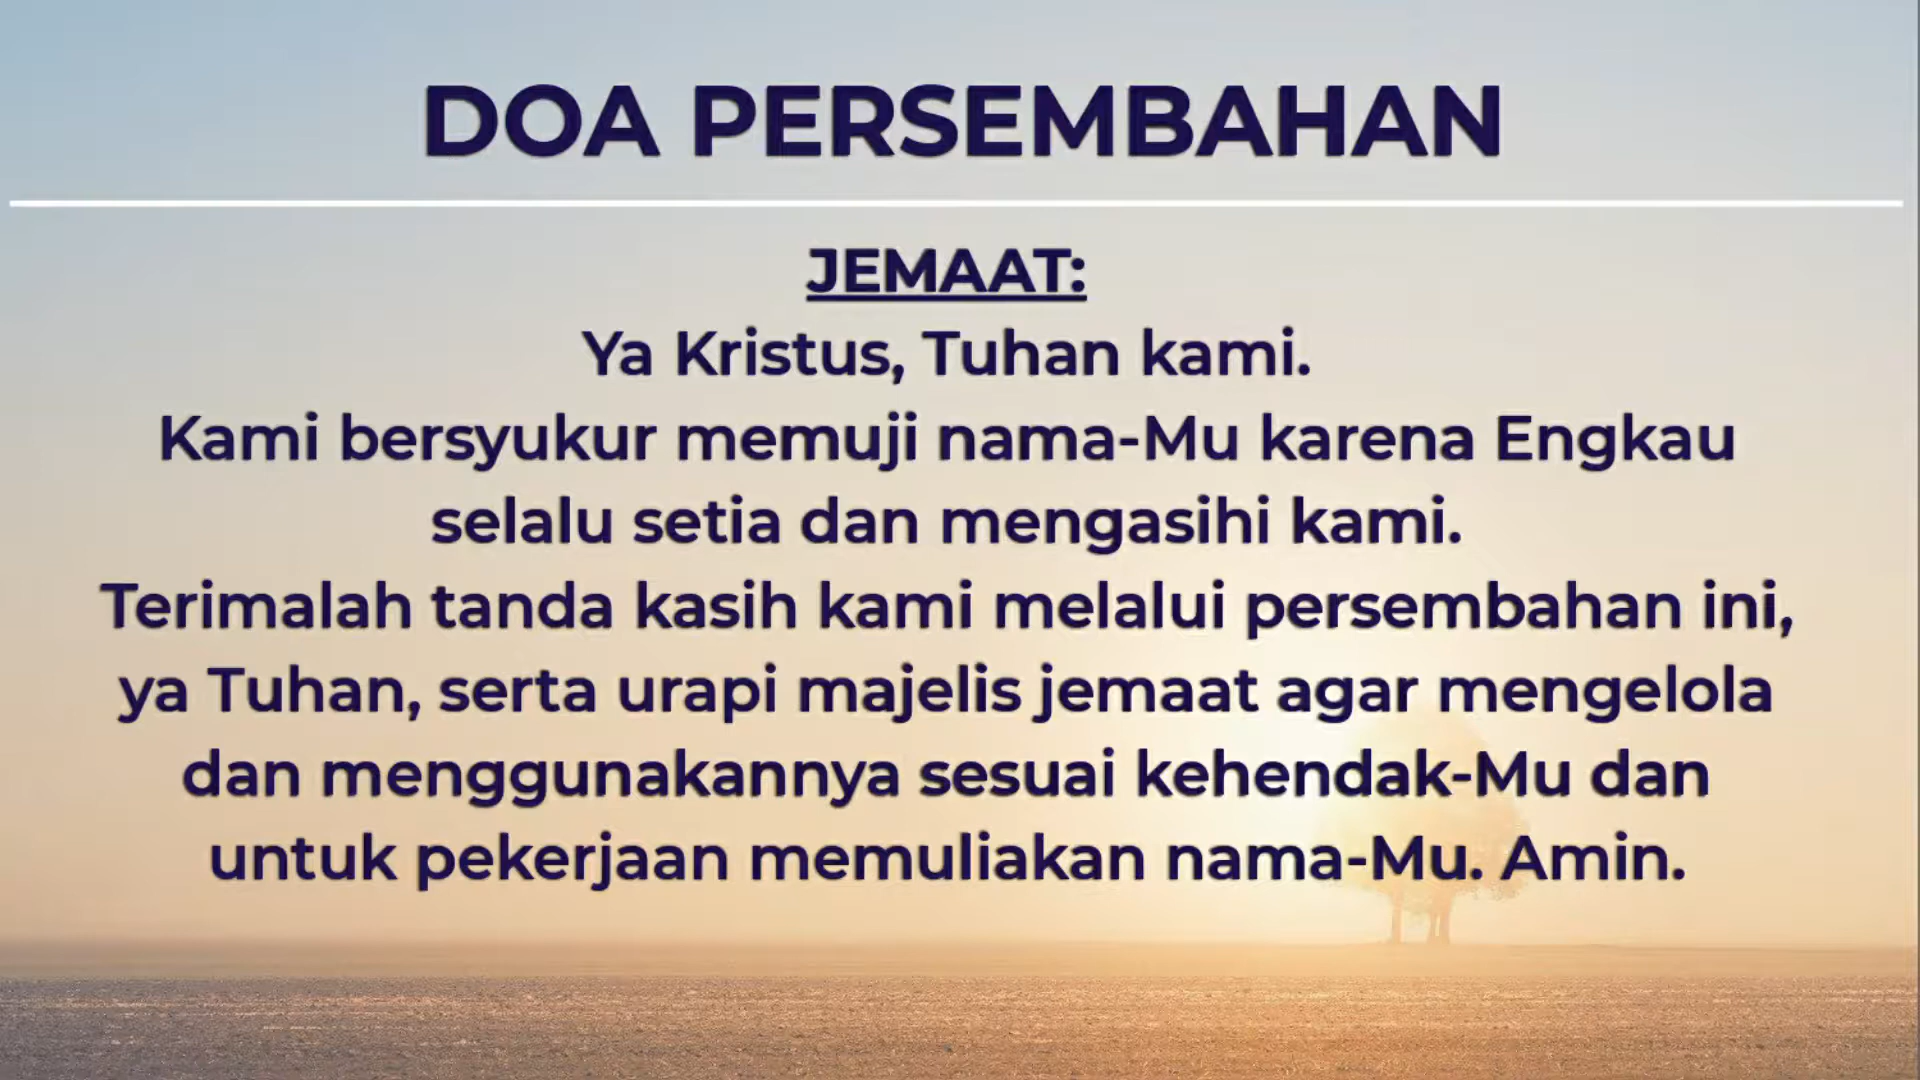 DOA PERSEMBAHAN
JEMAAT:
Ya Kristus, Tuhan kami.
Kami bersyukur memuji nama-Mu karena Engkau
selalu setia dan mengasihi kami.
Terimalah tanda kasih kami melalui persembahan ini,
ya Tuhan, serta urapi majelis jemaat agar mengelola
dan menggunakannya sesuai kehendak-Mu dan
untuk pekerjaan memuliakan nama-Mu. Amin.